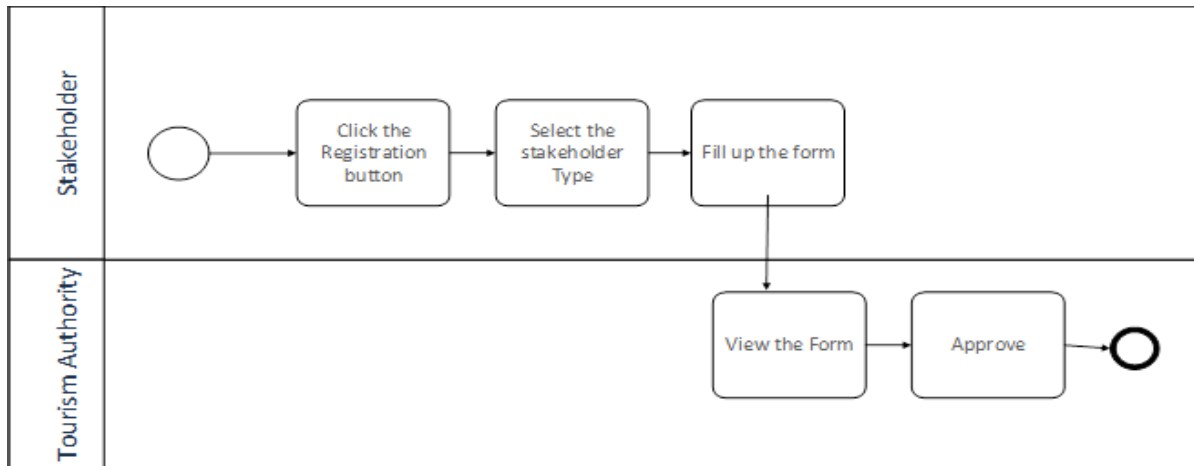 Stakeholder
Click the
Registration
button
Select the
stakeholder
Type
Fill up the form
Tourism Authority
View the Form
Approve